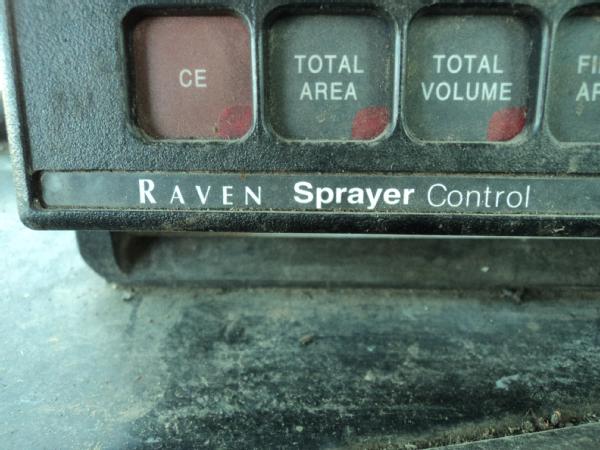 CE
TOTAL
AREA
TOTAL
VOLUME
RAVEN Sprayer Control